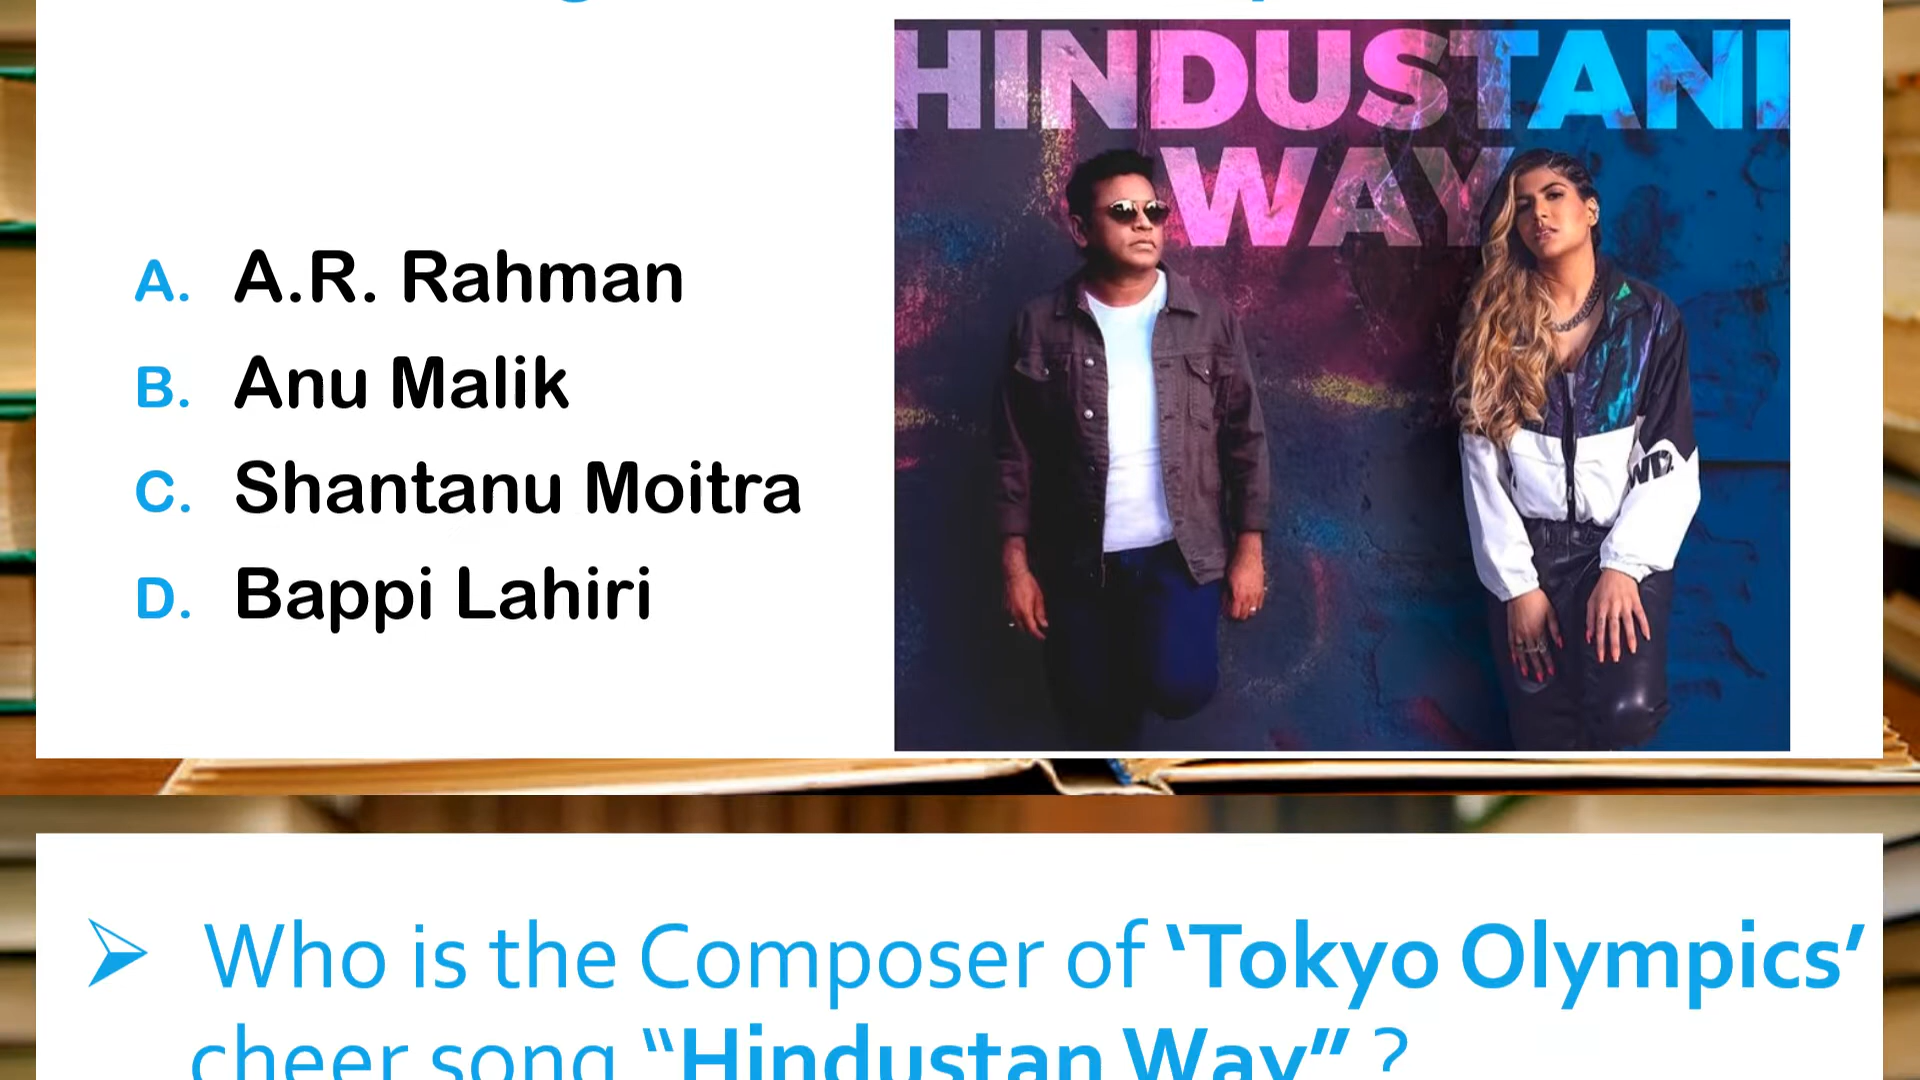 HINDUSTANI
WAY
A. A.R. Rahman
B. Anu Malik
C. Shantanu Moitra
D. Bappi Lahiri
Who is the Composer of ‘Tokyo Olympics’
cheer song “Hindustan Way” ?